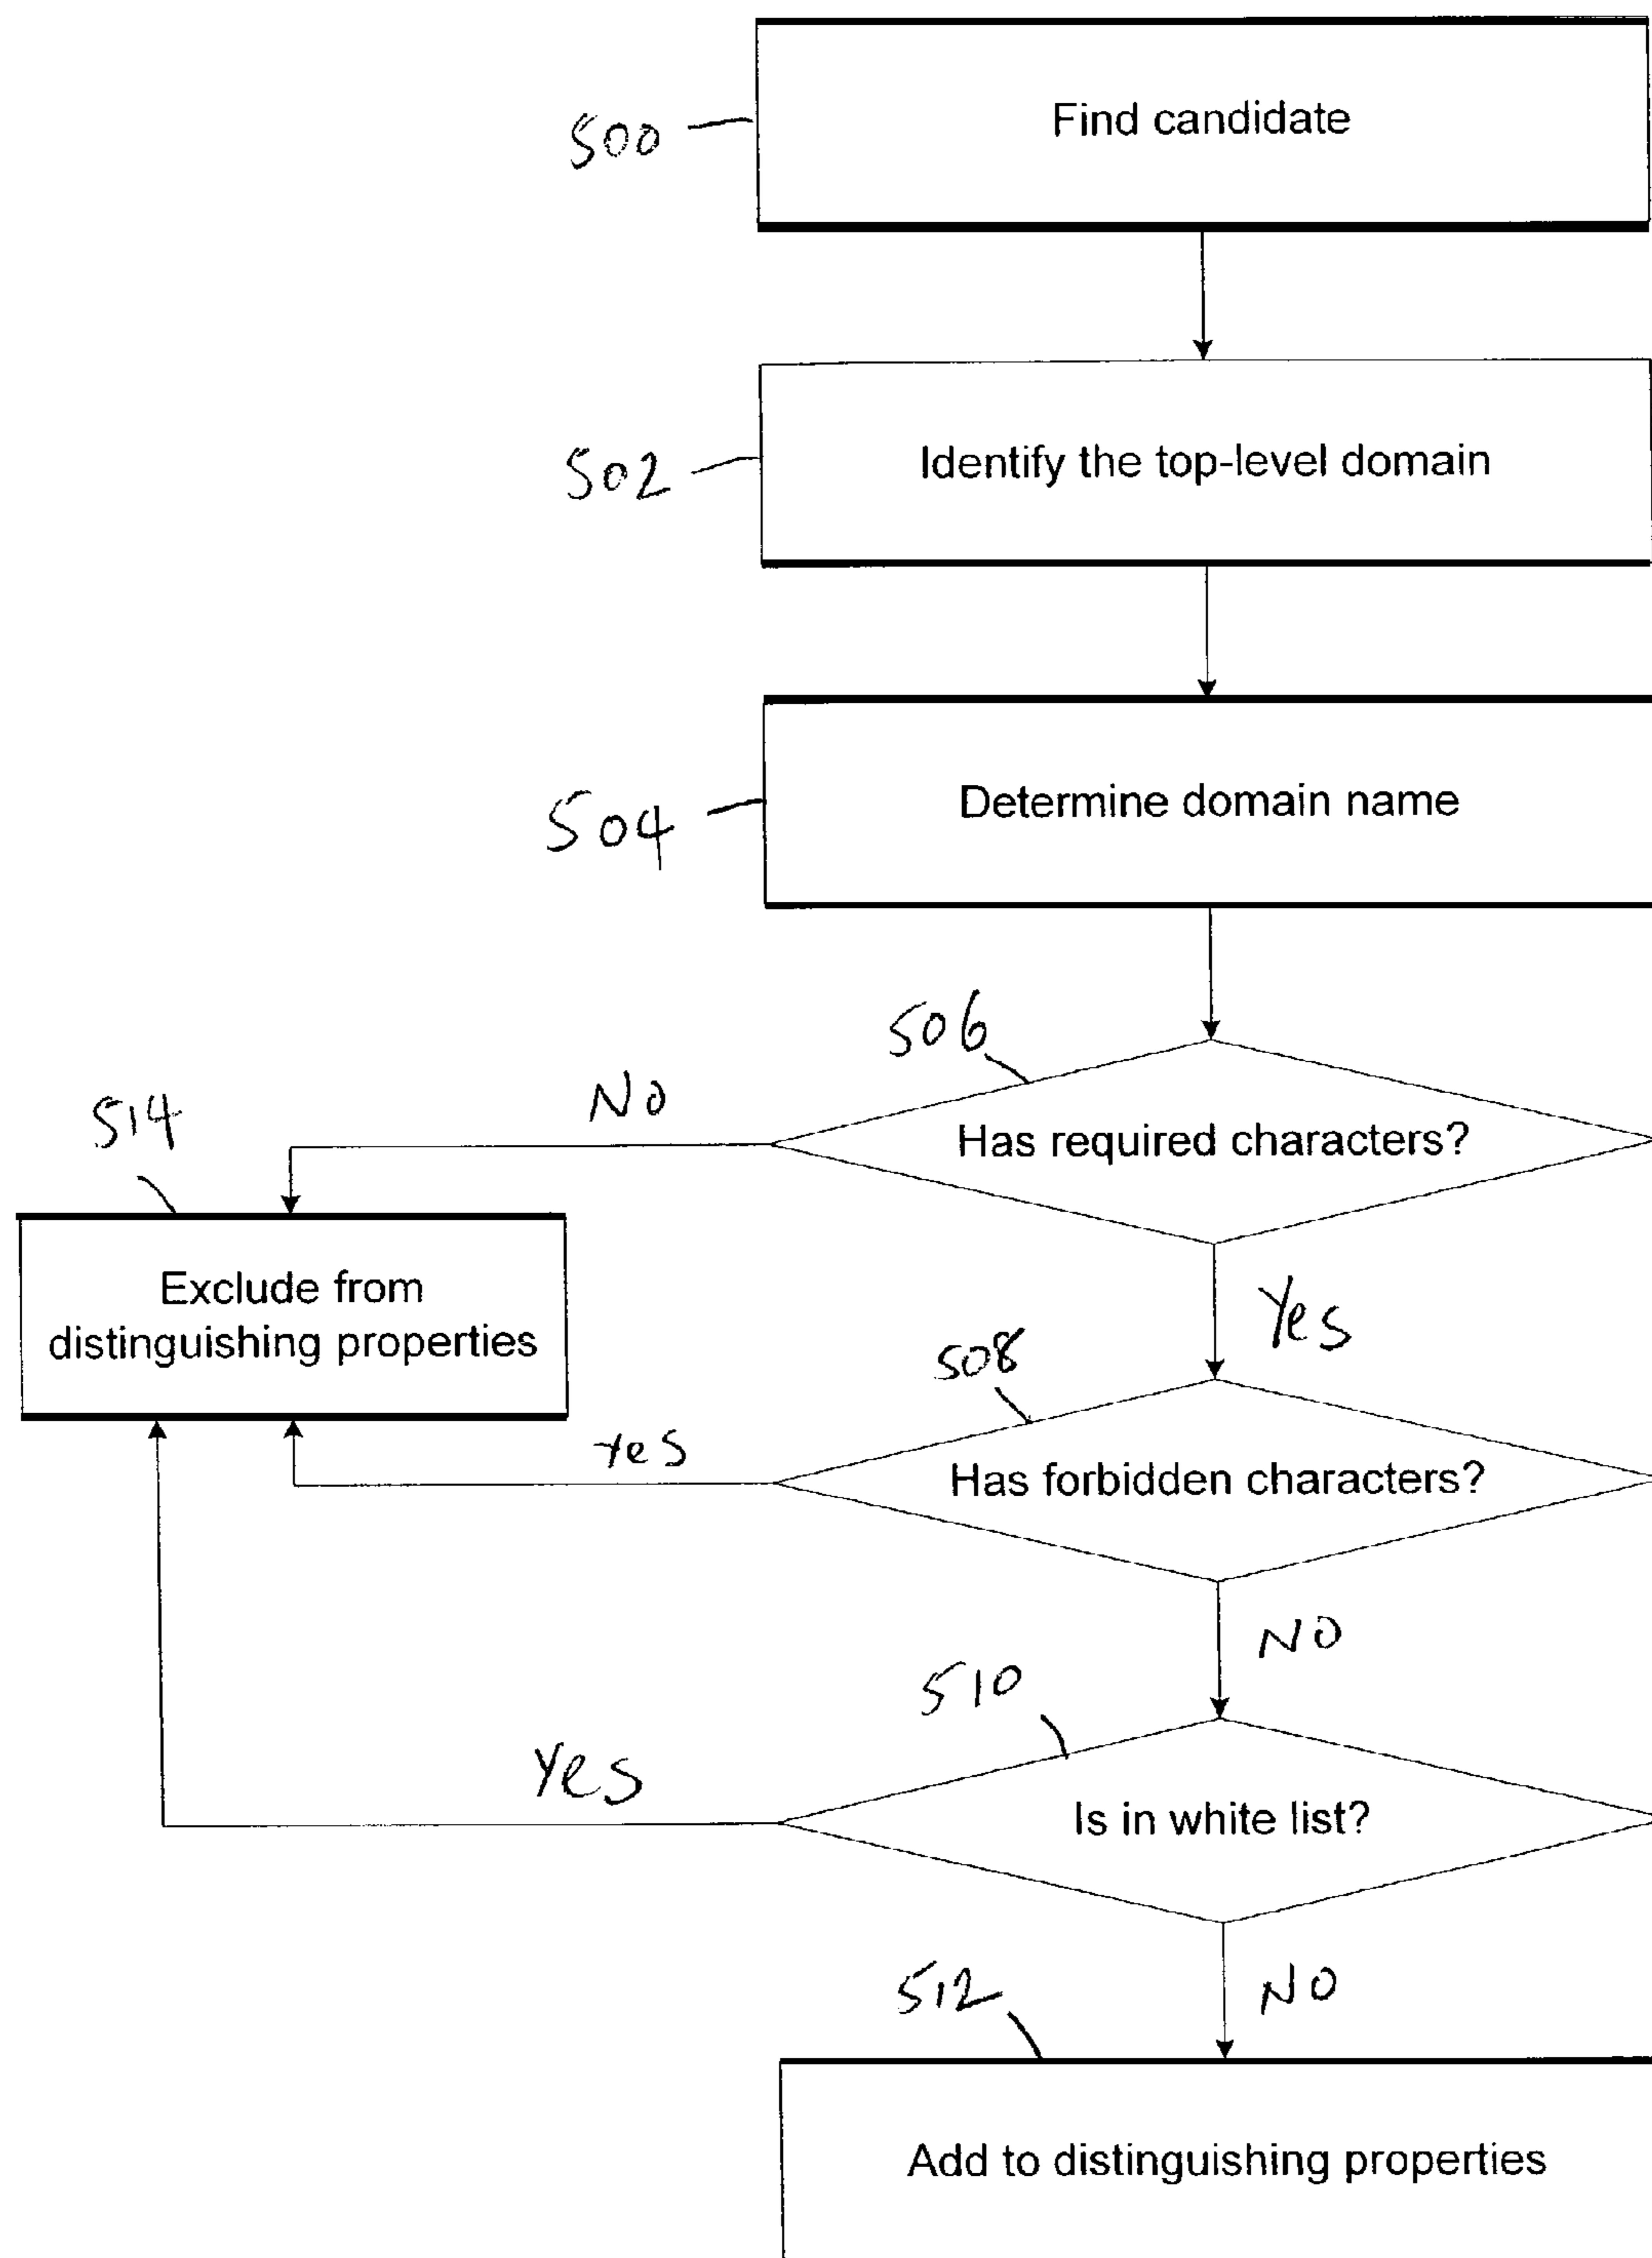 500
Find candidate
502
Identify the top-level domain
504
Determine domain name
506
No
514
Has required characters?
Exclude from
distinguishing properties
Yes
508
yes
Has forbidden characters?
NO
510
Yes
Is in white list?
512
NO
Add to distinguishing properties